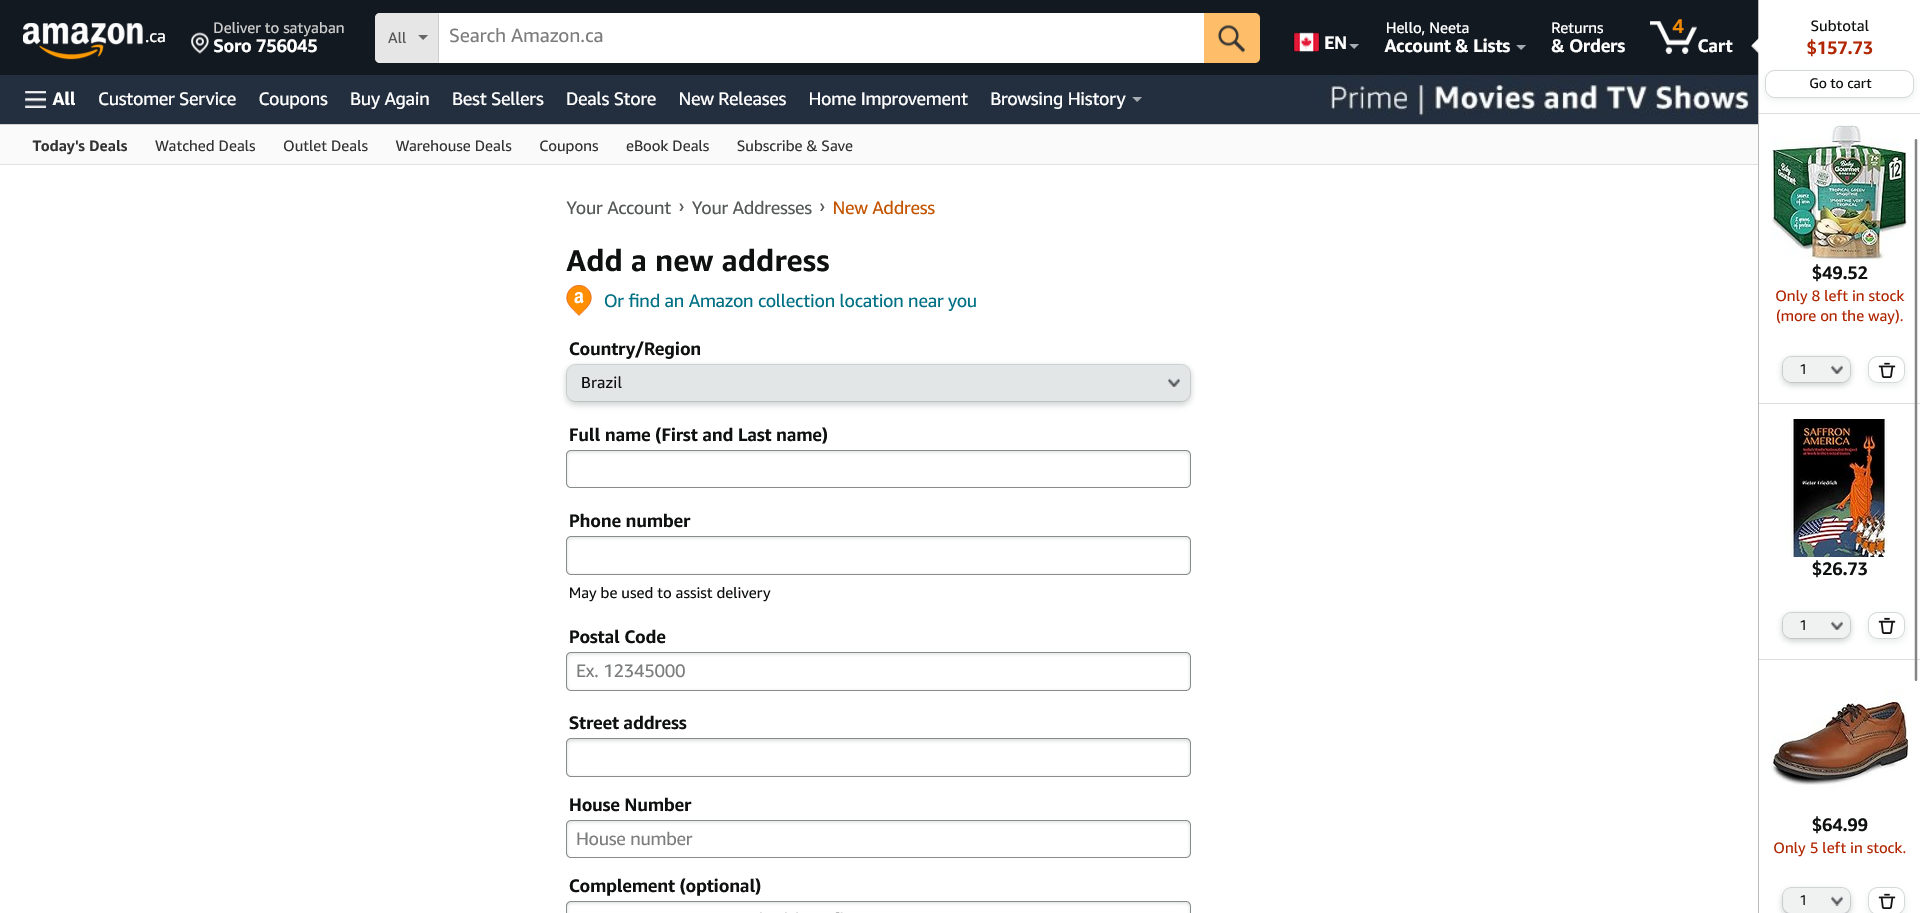 amazon.ca
Deliver to satyaban
Soro 756045
All
Search Amazon.ca
EN
Hello, Neeta
Account & Lists
Returns
& Orders
4
Cart
Subtotal
$157.73
Go to cart
All
Customer Service
Coupons
Buy Again
Best Sellers
Deals Store
New Releases
Home Improvement
Browsing History
Prime | Movies and TV Shows
Today's Deals
Watched Deals
Outlet Deals
Warehouse Deals
Coupons
eBook Deals
Subscribe & Save
Your Account › Your Addresses › New Address
Add a new address
a
Or find an Amazon collection location near you
Country/Region
Brazil
Full name (First and Last name)
Phone number
May be used to assist delivery
Postal Code
Ex. 12345000
Street address
House Number
House number
Complement (optional)
Baby
Gourmet
12
$49.52
Only 8 left in stock
(more on the way).
1
SAFFRON
AMERICA
Pieter Friedrich
$26.73
1
$64.99
Only 5 left in stock.
1